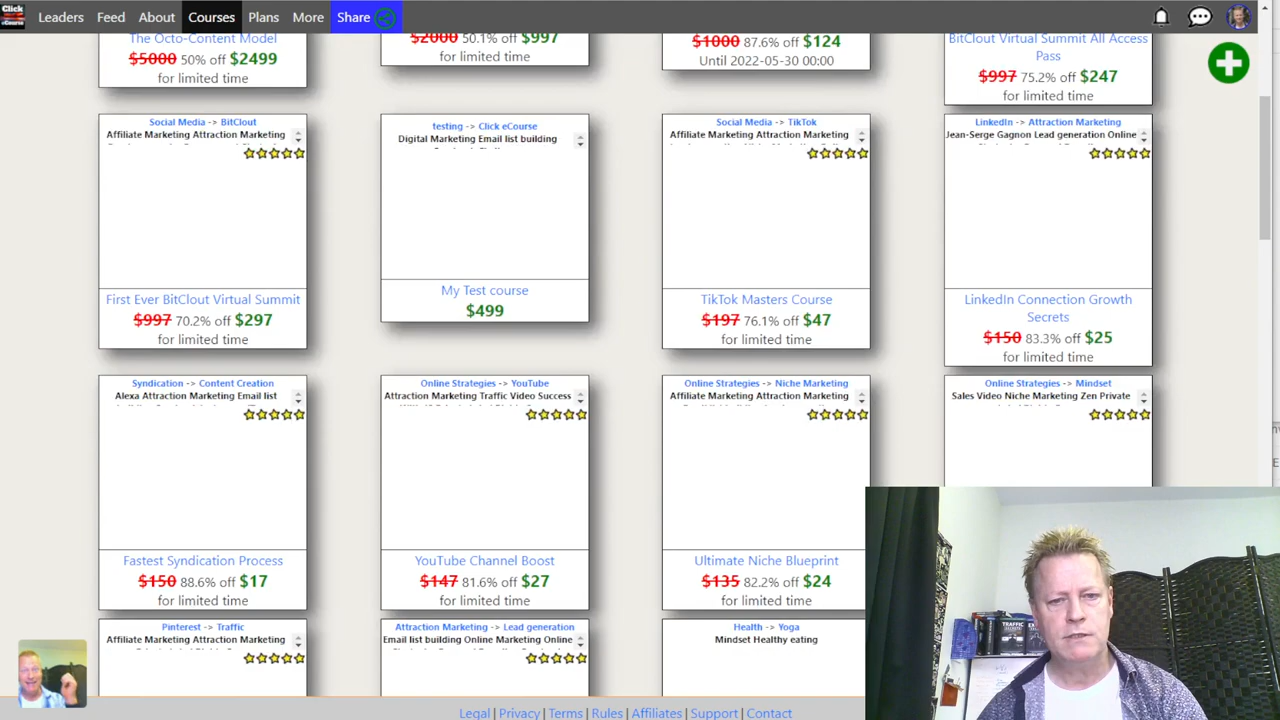 Click
eCourse
Leaders Feed About Courses Plans More Share
The Octo-Content Model
$5000 50% off $2499
for limited time
$2000 50.1% off $997
for limited time
$1000 87.6% off $124
Until 2022-05-30 00:00
BitClout Virtual Summit All Access
Pass
$997 75.2% off $247
for limited time
Social Media -> BitClout
Affiliate Marketing Attraction Marketing
First Ever BitClout Virtual Summit
$997 70.2% off $297
for limited time
testing -> Click eCourse
Digital Marketing Email list building
My Test course
$499
Social Media -> TikTok
Affiliate Marketing Attraction Marketing
TikTok Masters Course
$197 76.1% off $47
for limited time
LinkedIn -> Attraction Marketing
Jean-Serge Gagnon Lead generation Online
LinkedIn Connection Growth
Secrets
$150 83.3% off $25
for limited time
Syndication -> Content Creation
Alexa Attraction Marketing Email list
Fastest Syndication Process
$150 88.6% off $17
for limited time
Online Strategies -> YouTube
Attraction Marketing Traffic Video Success
YouTube Channel Boost
$147 81.6% off $27
for limited time
Online Strategies -> Niche Marketing
Affiliate Marketing Attraction Marketing
Ultimate Niche Blueprint
$135 82.2% off $24
for limited time
Online Strategies -> Mindset
Sales Video Niche Marketing Zen Private
Pinterest -> Traffic
Affiliate Marketing Attraction Marketing
Attraction Marketing -> Lead generation
Email list building Online Marketing Online
Health -> Yoga
Mindset Healthy eating
TRAFFIC
SECRETS
Legal | Privacy | Terms | Rules | Affiliates | Support | Contact